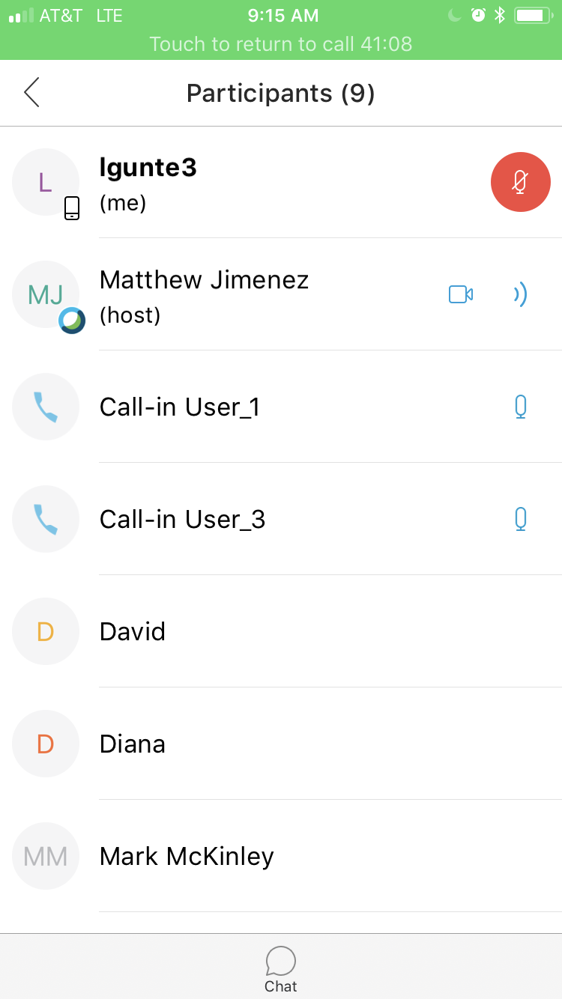 AT&T LTE 9:15 AM
Touch to return to call 41:08
Participants (9)
L
lgunte3
(me)
MJ
Matthew Jimenez
(host)
Call-in User_1
Call-in User_3
D
David
D
Diana
MM
Mark McKinley
Chat